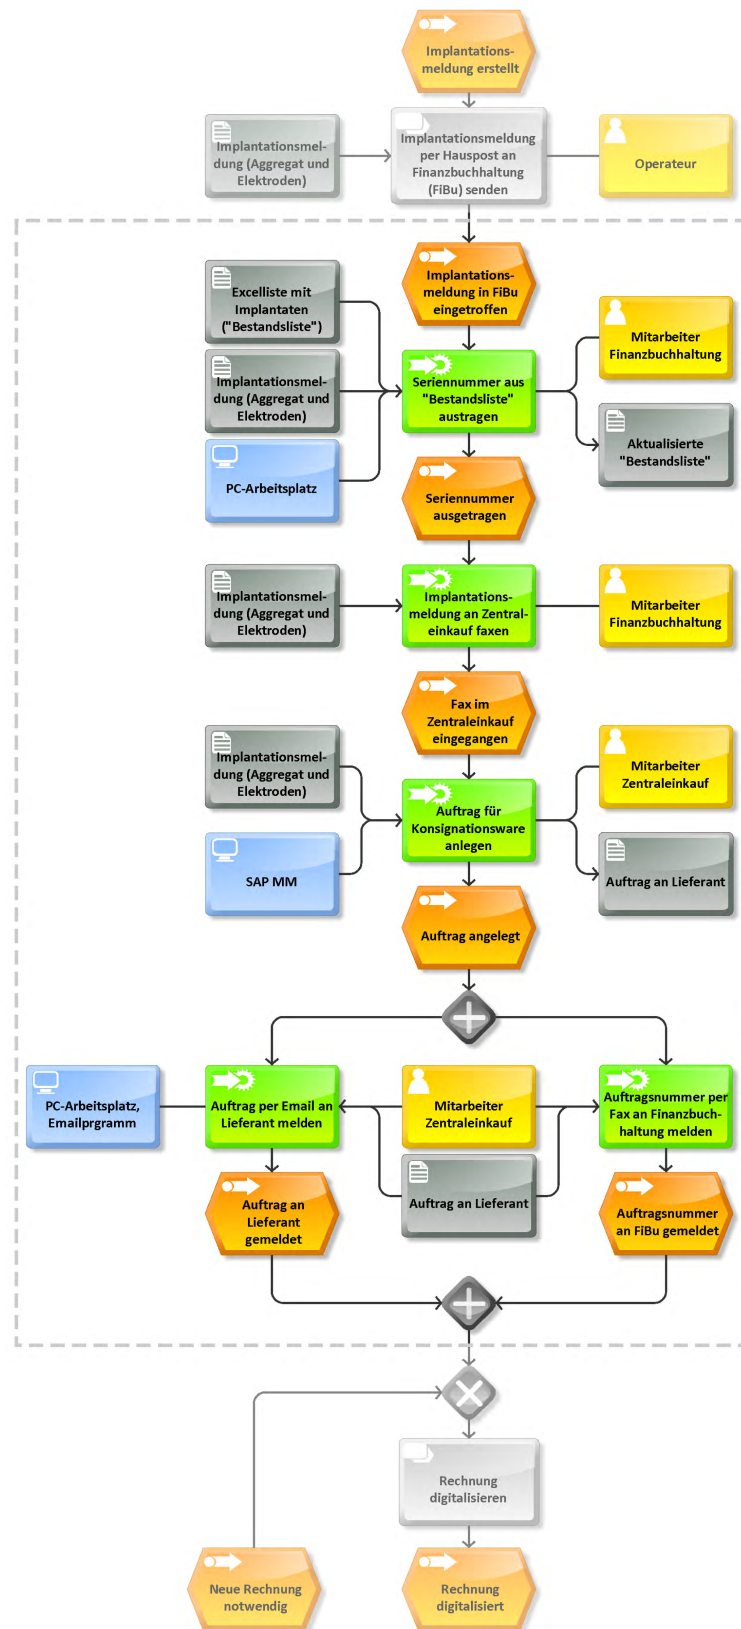 Implantations-
meldung erstellt
Implantationsmel-
dung (Aggregat und
Elektroden)
Implantationsmeldung
per Hauspost an
Finanzbuchhaltung
(FiBu) senden
Operateur
Implantations-
meldung in FiBu
eingetroffen
Excelliste mit
Implantaten
("Bestandsliste")
Mitarbeiter
Finanzbuchhaltung
Implantationsmel-
dung (Aggregat und
Elektroden)
Seriennummer aus
"Bestandsliste"
austragen
Aktualisierte
"Bestandsliste"
PC-Arbeitsplatz
Seriennummer
ausgetragen
Implantationsmel-
dung (Aggregat und
Elektroden)
Implantations-
meldung an Zentral-
einkauf faxen
Mitarbeiter
Finanzbuchhaltung
Fax im
Zentraleinkauf
eingegangen
Implantationsmel-
dung (Aggregat und
Elektroden)
Mitarbeiter
Zentraleinkauf
Auftrag für
Konsignationsware
anlegen
SAP MM
Auftrag an Lieferant
Auftrag angelegt
PC-Arbeitsplatz,
Emailprgramm
Auftrag per Email an
Lieferant melden
Mitarbeiter
Zentraleinkauf
Auftragsnummer per
Fax an Finanzbuch-
haltung melden
Auftrag an
Lieferant
gemeldet
Auftrag an Lieferant
Auftragsnummer
an FiBu gemeldet
Rechnung
digitalisieren
Neue Rechnung
notwendig
Rechnung
digitalisiert